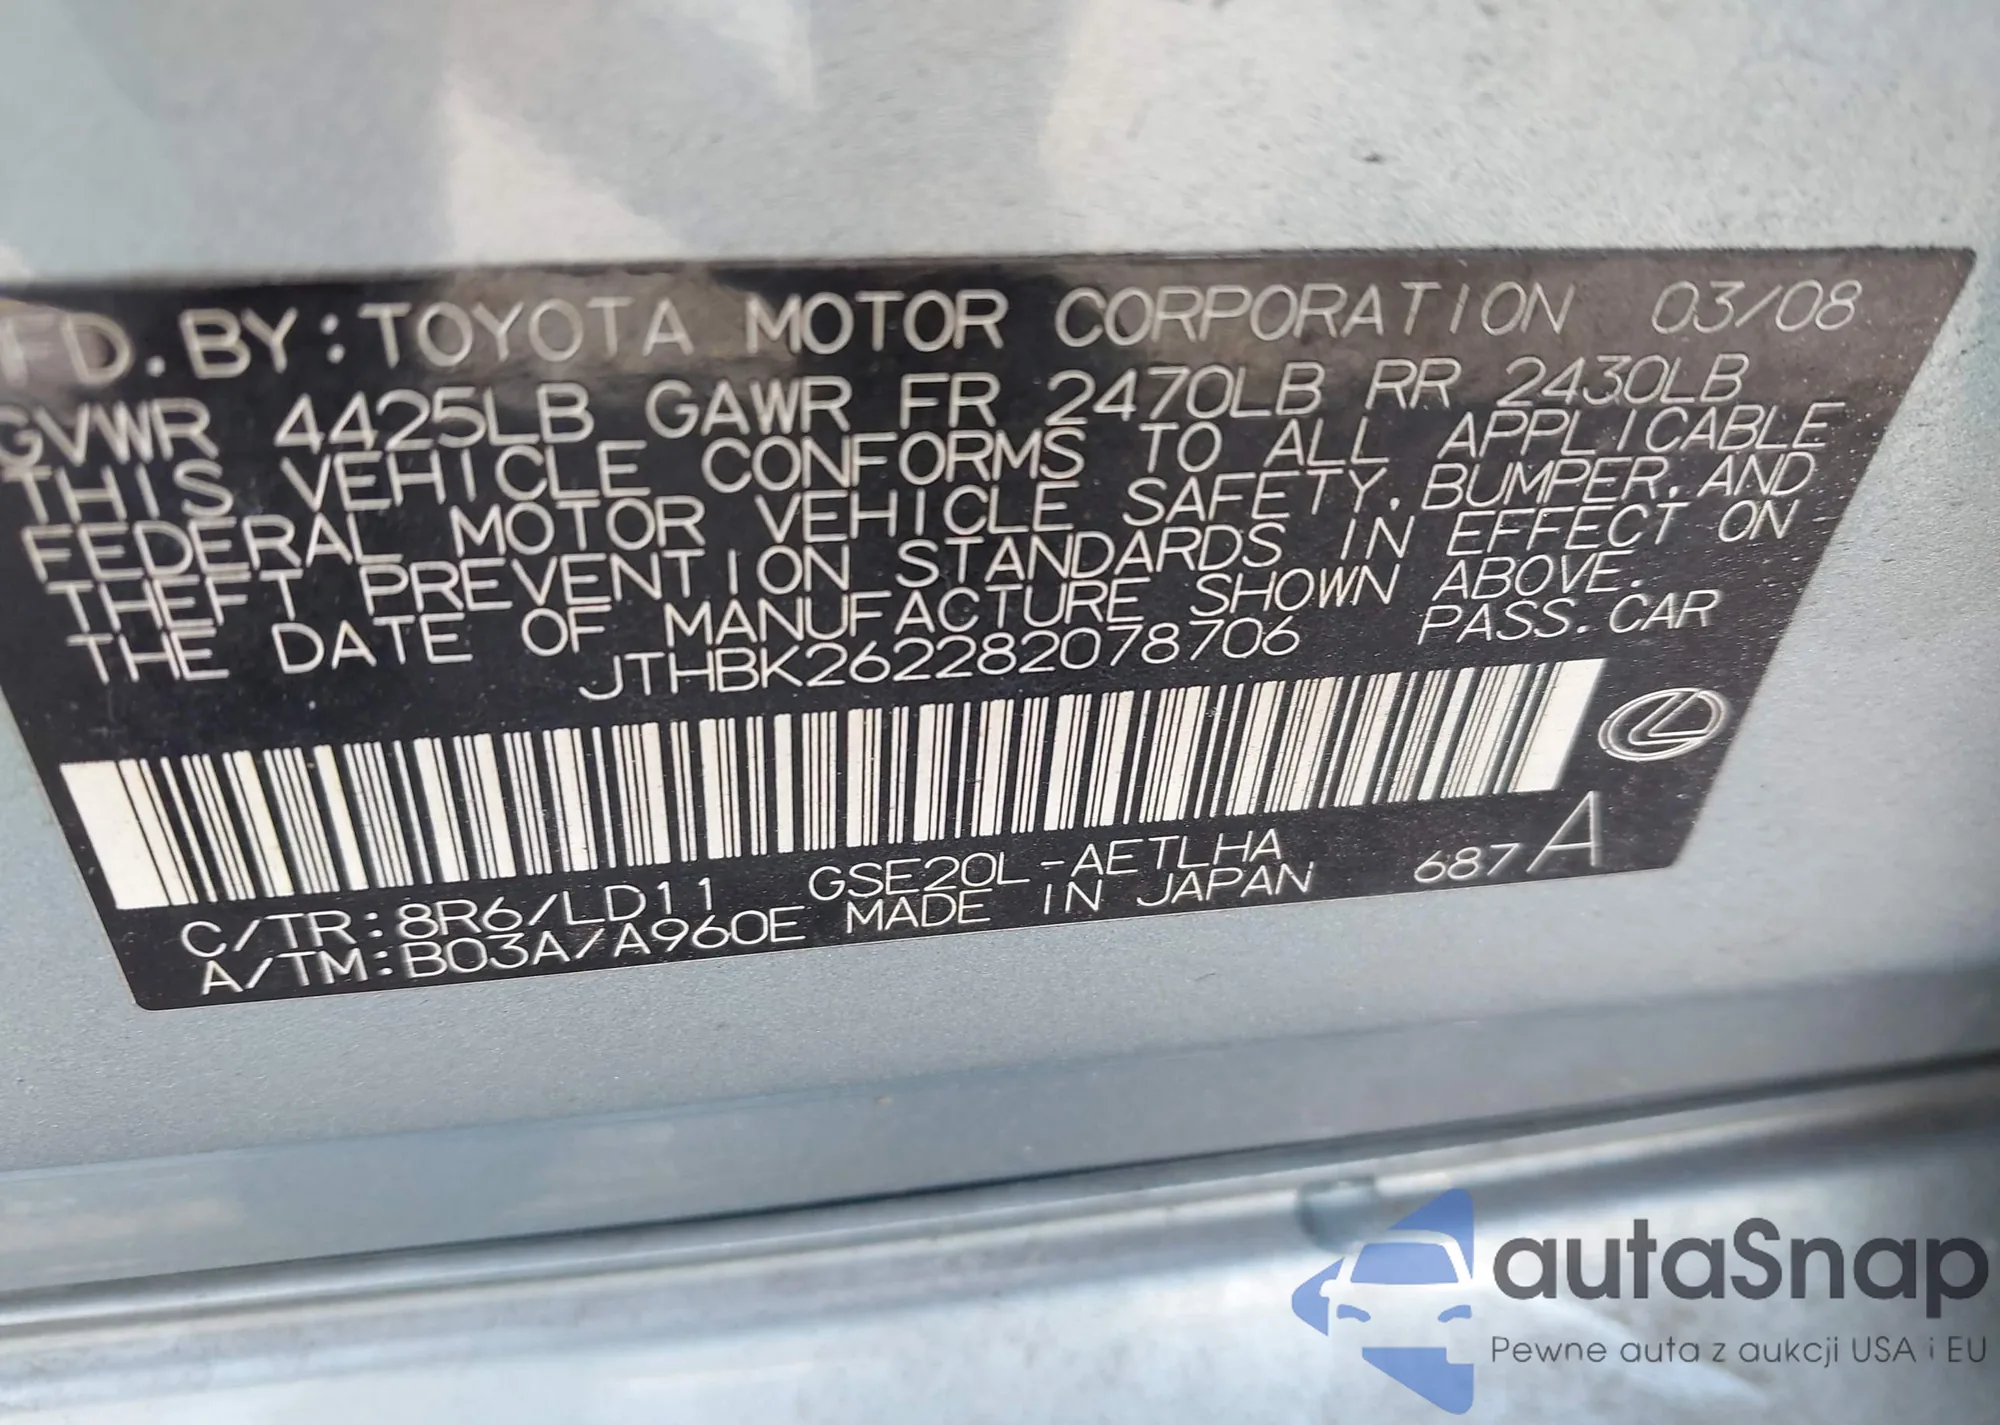 FD.BY:TOYOTA MOTOR CORPORATION 03/08
GVWR 4425LB GAWR FR 2470LB RR 2430LB
THIS VEHICLE CONFORMS TO ALL APPLICABLE
FEDERAL MOTOR VEHICLE SAFETY, BUMPER, AND
THEFT PREVENTION STANDARDS IN EFFECT ON
THE DATE OF MANUFACTURE SHOWN ABOVE.
JTHBK262282078706 PASS. CAR
C/TR:8R6/LD11 GSE20L-AETLHA
A/TM:B03A/A960E MADE IN JAPAN 687A
autaSnap
Pewne auta z aukcji USA i EU